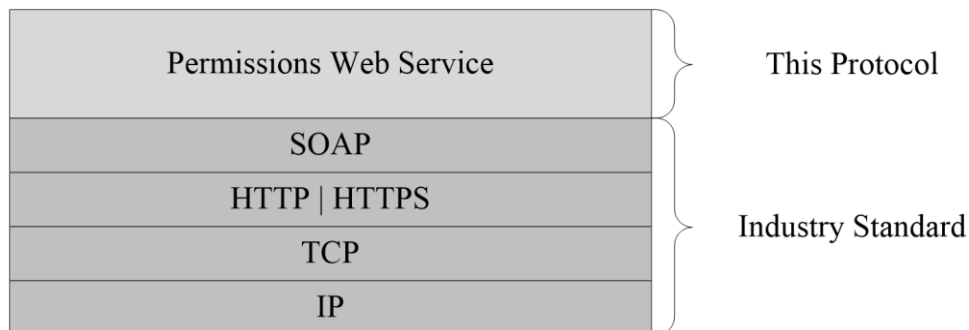 Permissions Web Service
This Protocol
SOAP
HTTP | HTTPS
TCP
IP
Industry Standard